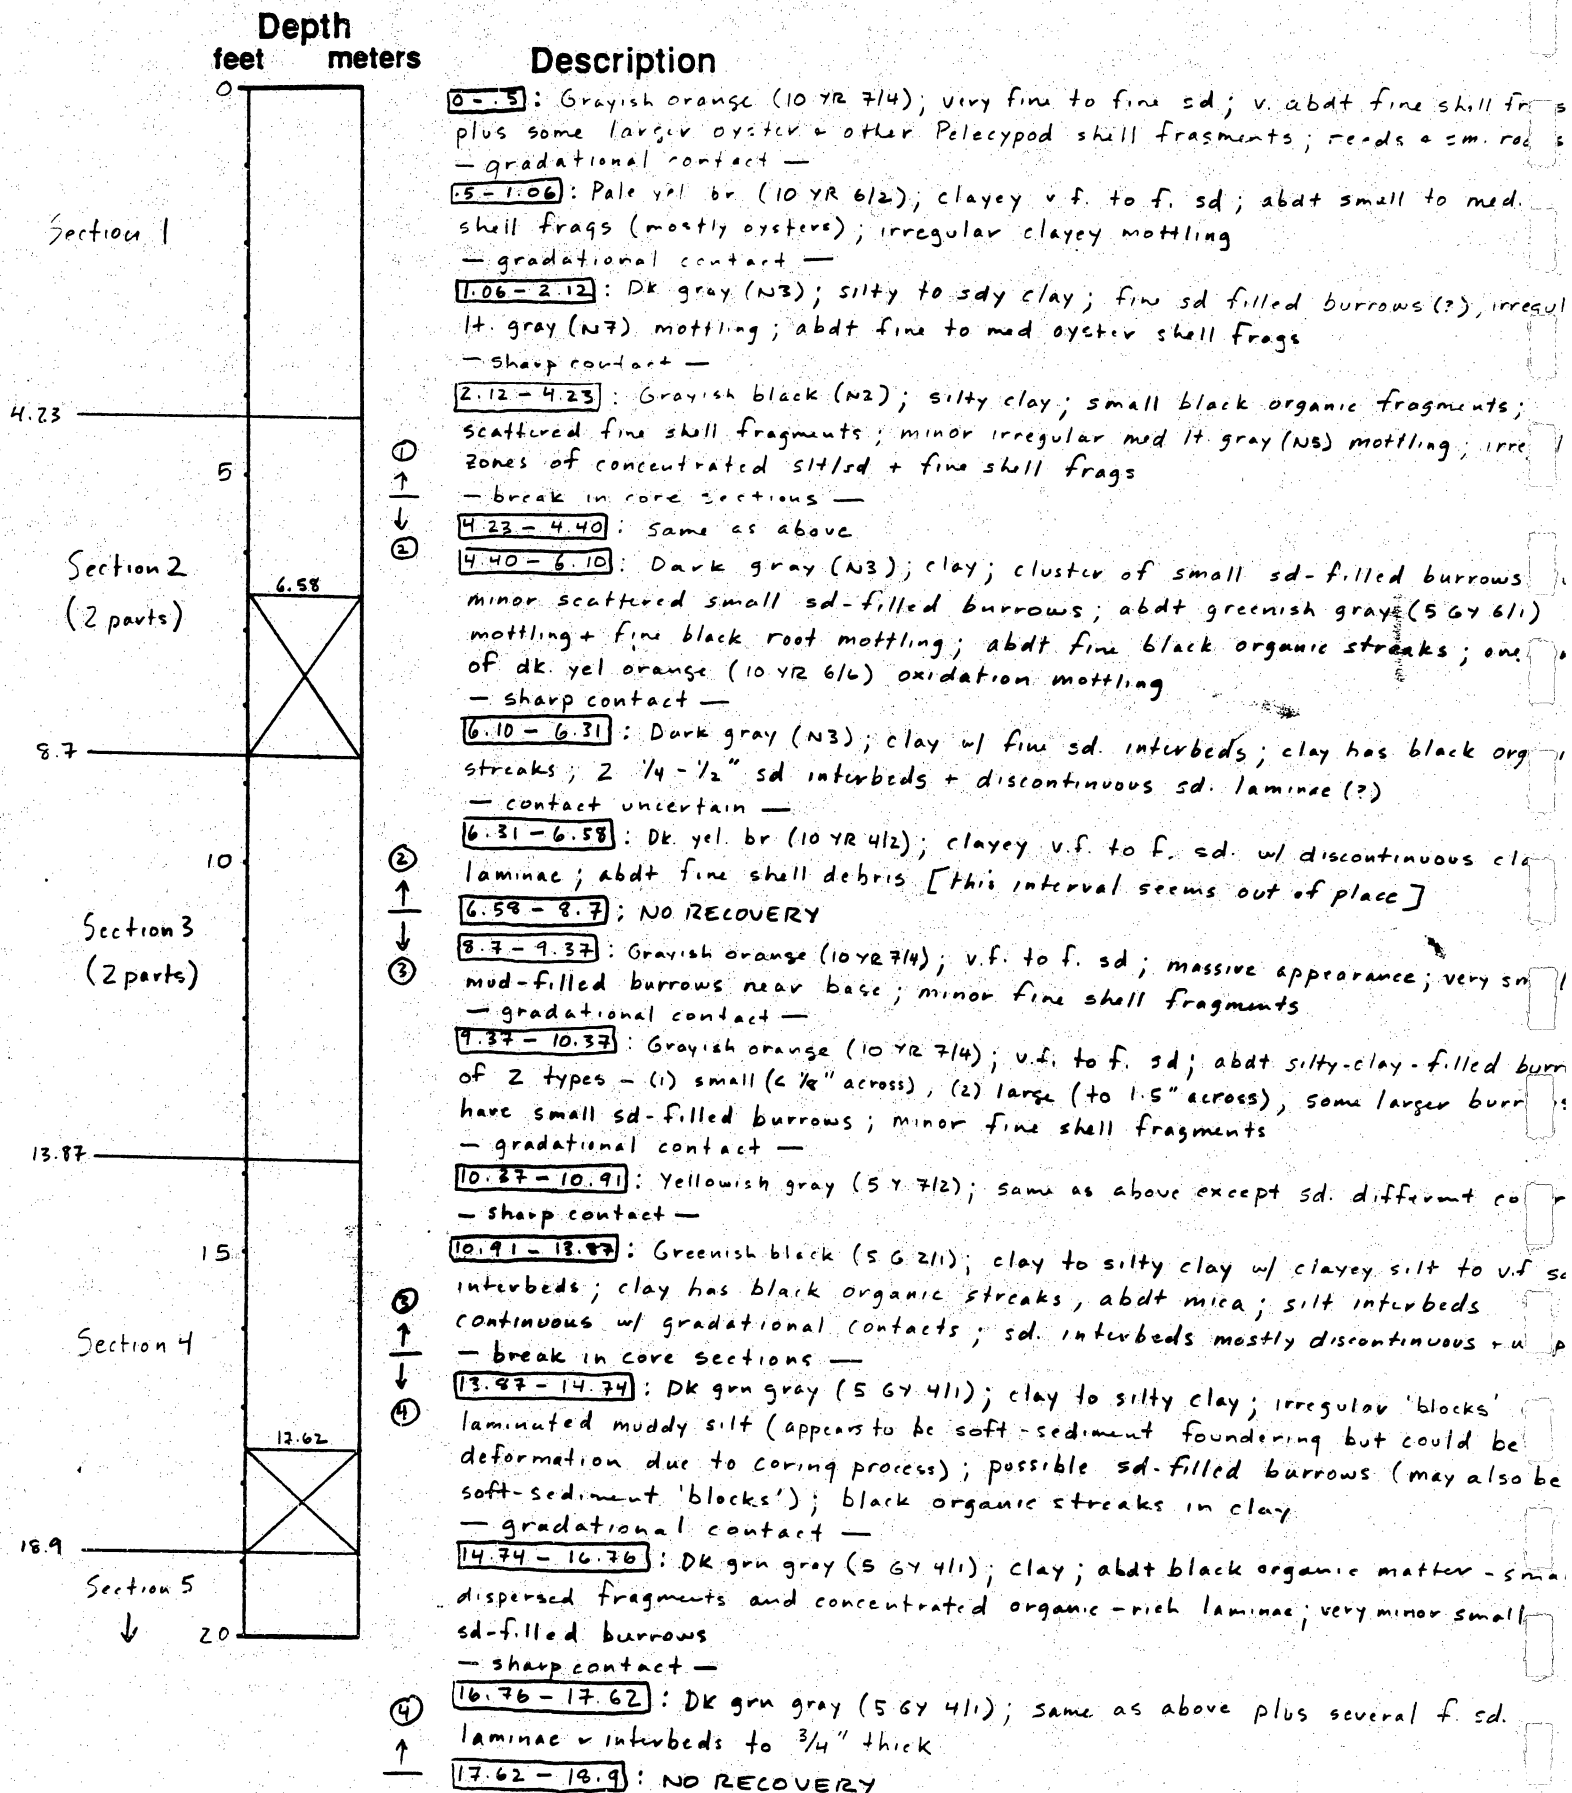 Depth
feet meters Description
0
0 - .5 : Grayish orange (10 YR 7/4); very fine to fine sd; v. abdt fine shell
plus some larger oyster & other Pelecypod shell fragments;
— gradational contact —
.5 - 1.06 : Pale yel br (10 YR 6/2); clayey v f. to f. sd; abdt small to med.
Section 1
shell frags (mostly oysters); irregular clayey mottling
— gradational contact —
1.06 - 2.12 : Dk gray (N3); silty to sdy clay; fine sd filled burrows (?),
lt. gray (N7) mottling; abdt fine to med oyster shell frags
— sharp contact —
2.12 - 4.23 : Grayish black (N2); silty clay; small black organic fragments;
4.23
scattered fine shell fragments; minor irregular med lt. gray (N5) mottling;
① ↑
5
zones of concentrated slt/sd + fine shell frags
— break in core sections —
↓ ②
4.23 - 4.40 : same as above
4.40 - 6.10 : Dark gray (N3); clay; cluster of small sd-filled burrows
Section 2
(2 parts)
6.58
minor scattered small sd-filled burrows; abdt greenish gray (5 GY 6/1)
mottling + fine black root mottling; abdt fine black organic streaks; one
of dk. yel orange (10 YR 6/6) oxidation mottling
— sharp contact —
6.10 - 6.31 : Dark gray (N3); clay w/ fine sd. interbeds; clay has black org
8.7
streaks; 2 1/4 - 1/2" sd interbeds + discontinuous sd. laminae (?)
— contact uncertain —
6.31 - 6.58 : Dk. yel. br (10 YR 4/2); clayey v.f. to f. sd. w/ discontinuous
10
② ↑
laminae; abdt fine shell debris [this interval seems out of place]
6.58 - 8.7 : NO RECOVERY
Section 3
(2 parts)
↓ ③
8.7 - 9.37 : Grayish orange (10 YR 7/4); v.f. to f. sd; massive appearance; very
mud-filled burrows near base; minor fine shell fragments
— gradational contact —
9.37 - 10.37 : Grayish orange (10 YR 7/4); v.f. to f. sd; abdt silty-clay-filled
of 2 types - (1) small (< 1/8" across), (2) large (to 1.5" across), some larger
have small sd-filled burrows; minor fine shell fragments
— gradational contact —
13.87
10.37 - 10.91 : Yellowish gray (5 Y 7/2); same as above except sd. different
— sharp contact —
15
10.91 - 13.87 : Greenish black (5 G 2/1); clay to silty clay w/ clayey silt to v.f
interbeds; clay has black organic streaks, abdt mica; silt interbeds
③ ↑
continuous w/ gradational contacts; sd. interbeds mostly discontinuous
Section 4
— break in core sections —
↓ ④
13.87 - 14.74 : Dk grn gray (5 GY 4/1); clay to silty clay; irregular 'blocks'
laminated muddy silt (appears to be soft-sediment foundering but could be
17.62
deformation due to coring process); possible sd-filled burrows (may also be
soft-sediment 'blocks'); black organic streaks in clay
— gradational contact —
18.9
14.74 - 16.76 : Dk grn gray (5 GY 4/1); clay; abdt black organic matter -
Section 5
↓
dispersed fragments and concentrated organic-rich laminae; very minor small
20
sd-filled burrows
— sharp contact —
④ ↑
16.76 - 17.62 : Dk grn gray (5 GY 4/1); same as above plus several f. sd.
laminae & interbeds to 3/4" thick
17.62 - 18.9 : NO RECOVERY